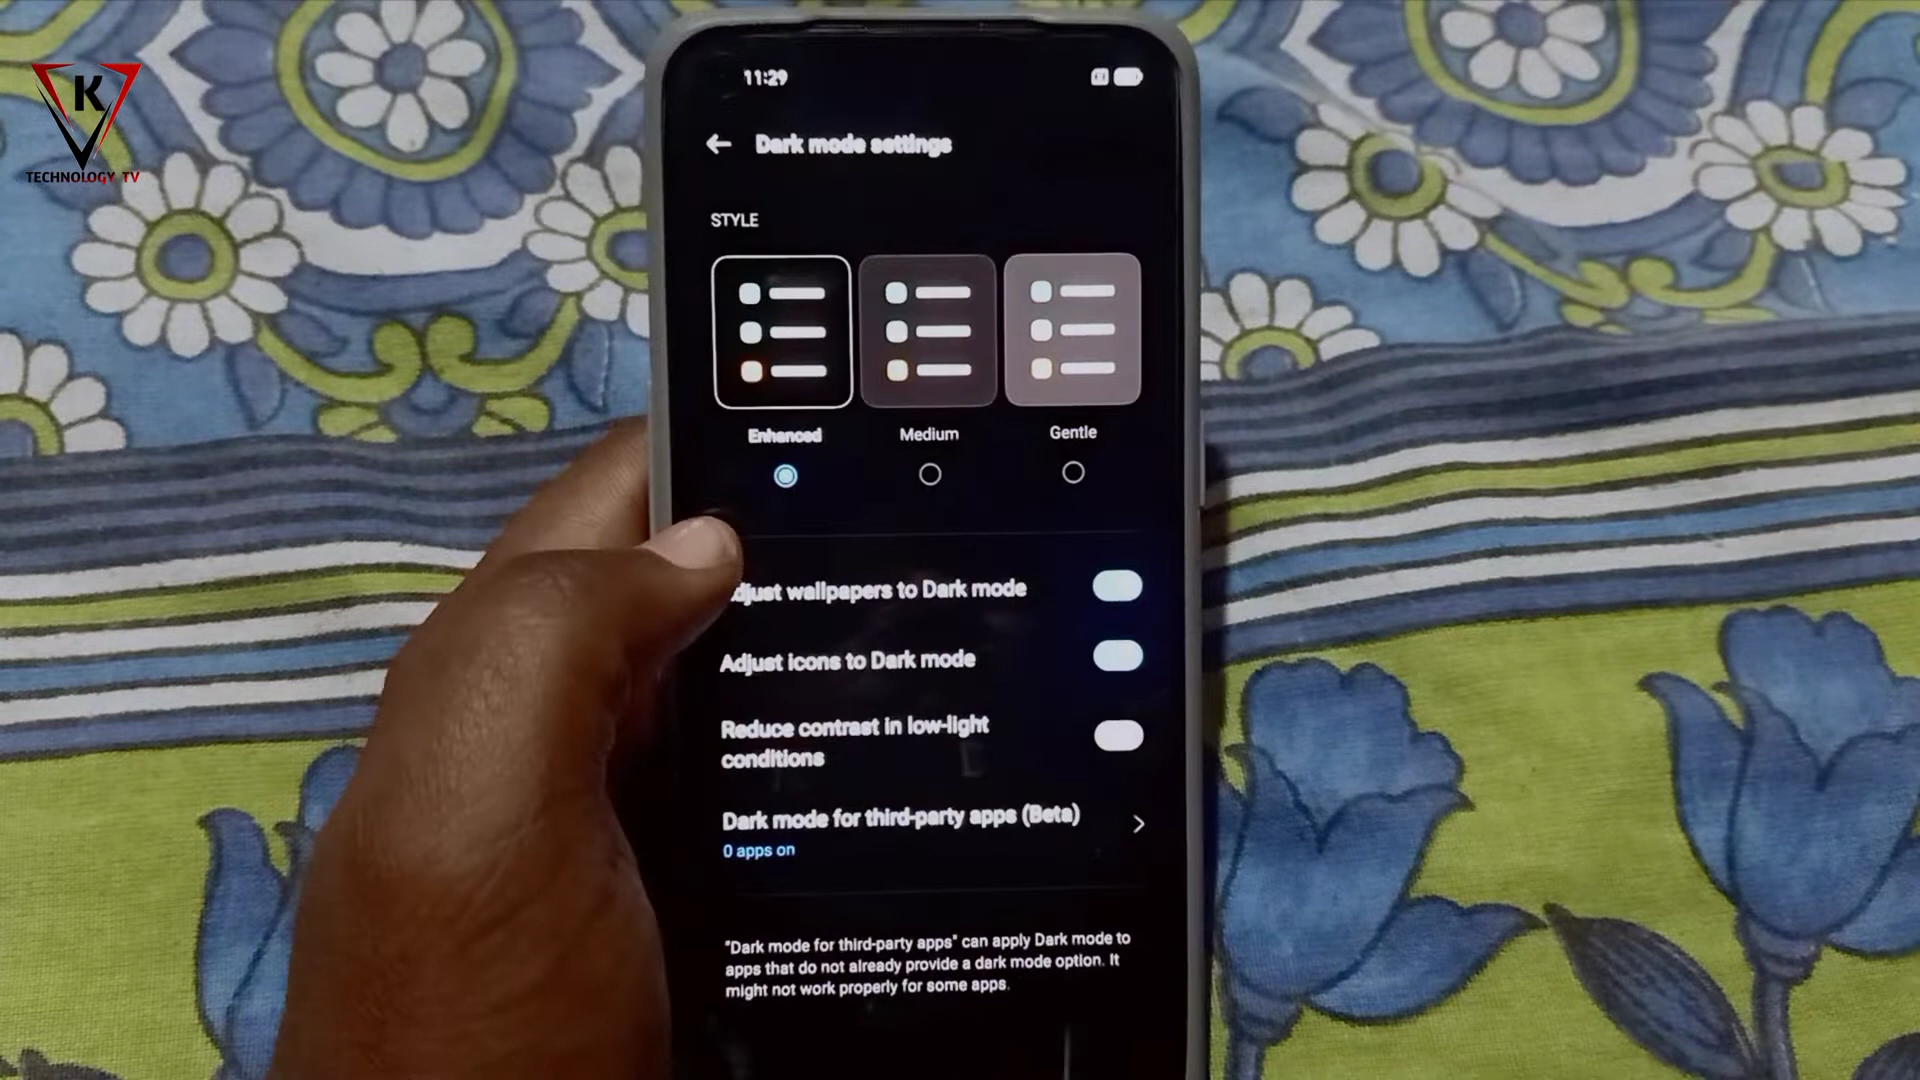 K
TECHNOLOGY TV
11:29
Dark mode settings
STYLE
Enhanced
Medium
Gentle
djust wallpapers to Dark mode
Adjust icons to Dark mode
Reduce contrast in low-light
conditions
Dark mode for third-party apps (Beta)
0 apps on
"Dark mode for third-party apps" can apply Dark mode to
apps that do not already provide a dark mode option. It
might not work properly for some apps.